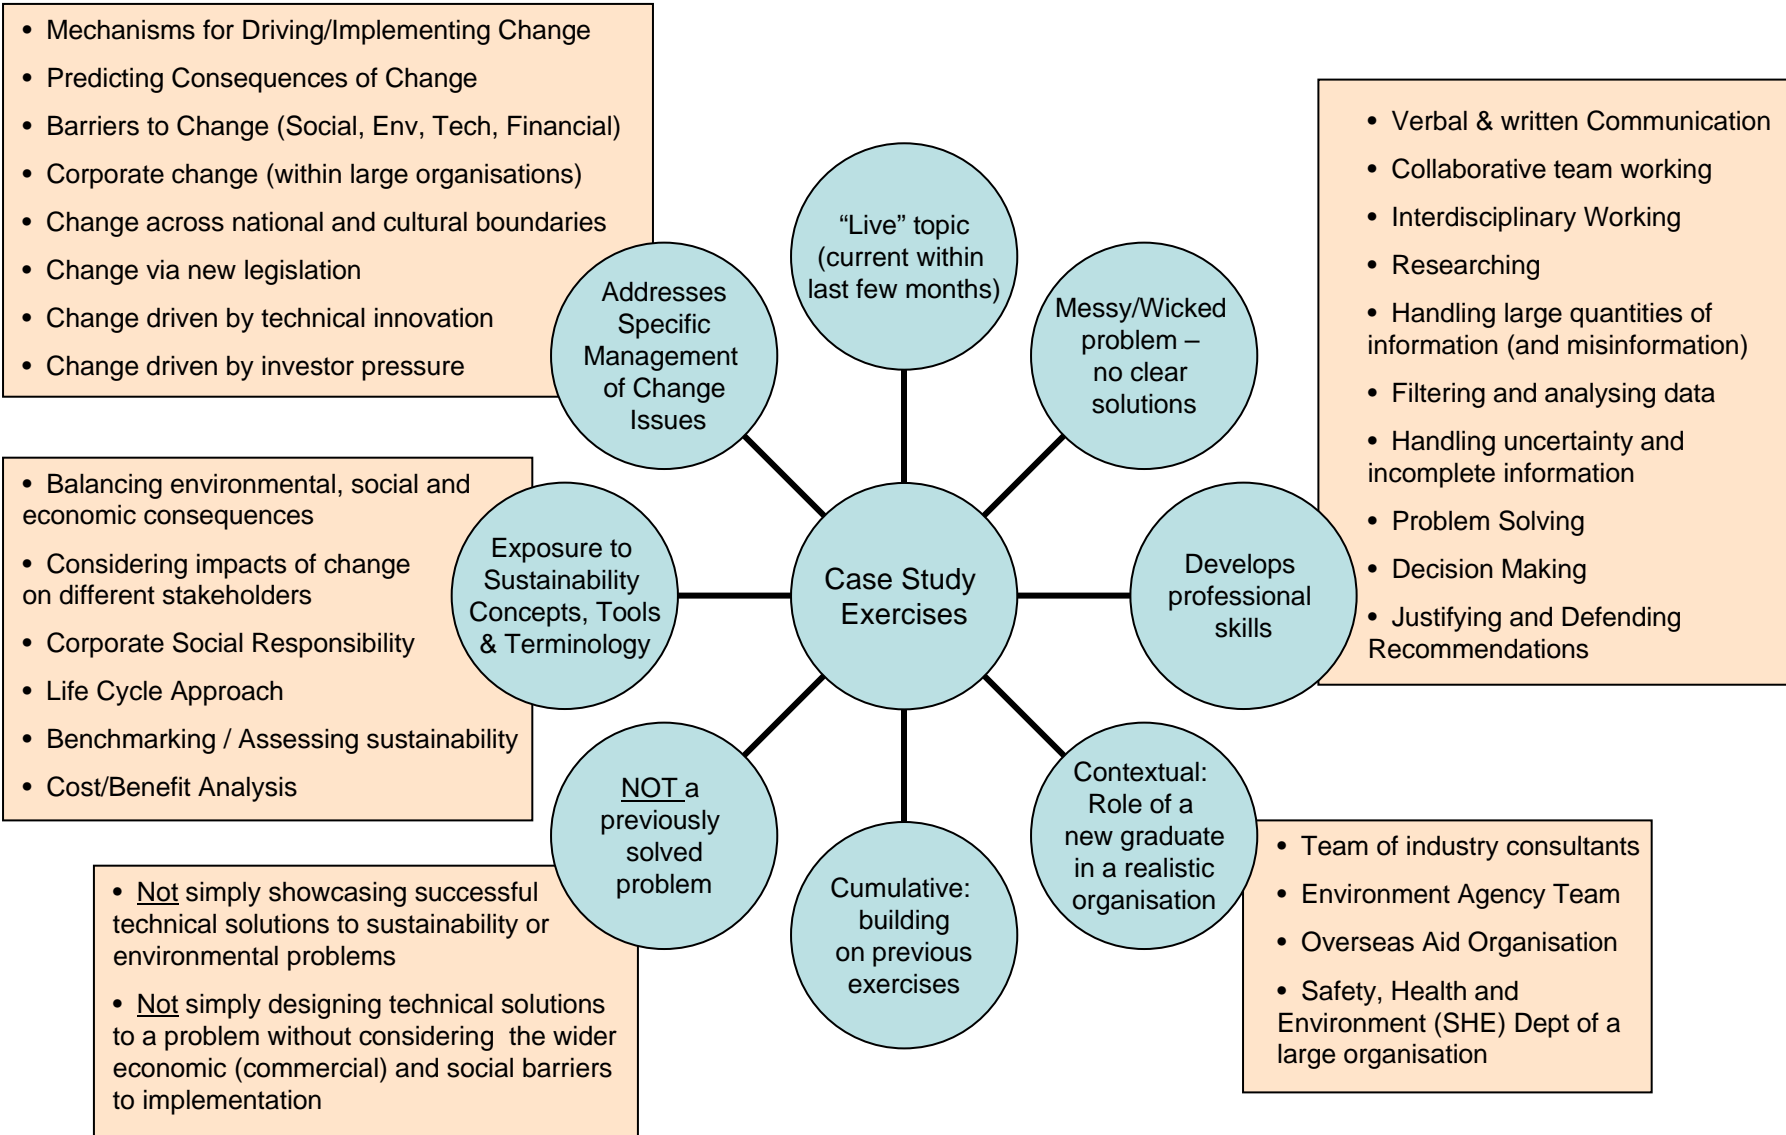 • Mechanisms for Driving/Implementing Change
• Predicting Consequences of Change
• Barriers to Change (Social, Env, Tech, Financial)
• Corporate change (within large organisations)
• Change across national and cultural boundaries
• Change via new legislation
• Change driven by technical innovation
• Change driven by investor pressure
“Live” topic
(current within
last few months)
Addresses
Specific
Management
of Change
Issues
Messy/Wicked
problem –
no clear
solutions
• Verbal & written Communication
• Collaborative team working
• Interdisciplinary Working
• Researching
• Handling large quantities of
information (and misinformation)
• Filtering and analysing data
• Handling uncertainty and
incomplete information
• Problem Solving
• Decision Making
• Justifying and Defending
Recommendations
• Balancing environmental, social and
economic consequences
• Considering impacts of change
on different stakeholders
• Corporate Social Responsibility
• Life Cycle Approach
• Benchmarking / Assessing sustainability
• Cost/Benefit Analysis
Exposure to
Sustainability
Concepts, Tools
& Terminology
Case Study
Exercises
Develops
professional
skills
NOT a
previously
solved
problem
Cumulative:
building
on previous
exercises
Contextual:
Role of a
new graduate
in a realistic
organisation
• Not simply showcasing successful
technical solutions to sustainability or
environmental problems
• Not simply designing technical solutions
to a problem without considering the wider
economic (commercial) and social barriers
to implementation
• Team of industry consultants
• Environment Agency Team
• Overseas Aid Organisation
• Safety, Health and
Environment (SHE) Dept of a
large organisation